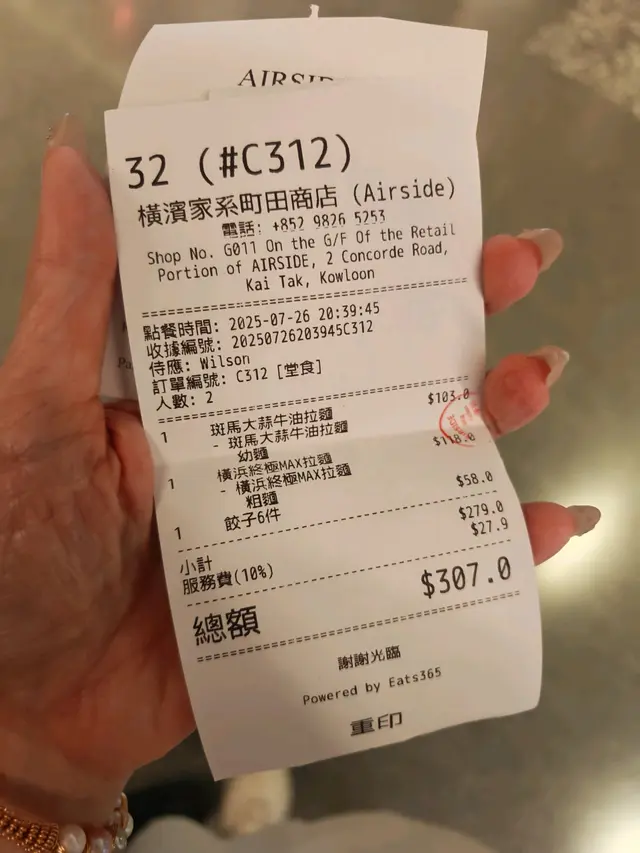 AIRSID
32 (#C312)
橫濱家系町田商店 (Airside)
電話: +852 9826 5253
Shop No. G011 On the G/F Of the Retail
Portion of AIRSIDE, 2 Concorde Road,
Kai Tak, Kowloon
點餐時間: 2025-07-26 20:39:45
收據編號: 20250726203945C312
侍應: Wilson
訂單編號: C312 [堂食]
人數: 2
1 斑馬大蒜牛油拉麵 $103.0
- 斑馬大蒜牛油拉麵
幼麵
1 橫浜終極MAX拉麵 $118.0
- 橫浜終極MAX拉麵
粗麵
1 餃子6件 $58.0
小計 $279.0
服務費(10%) $27.9
總額 $307.0
謝謝光臨
Powered by Eats365
重印